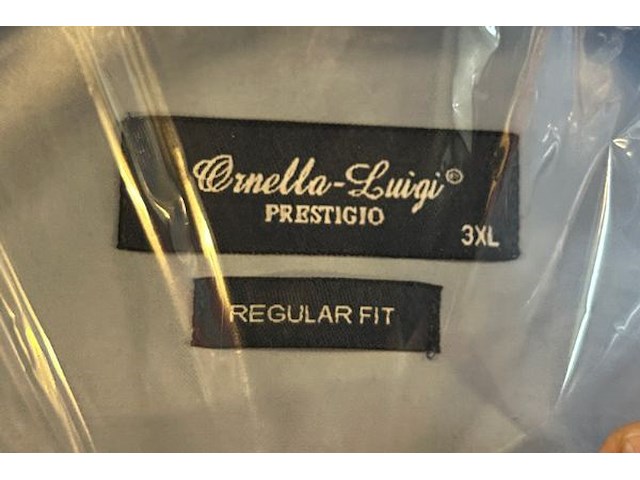 Ornella-Luigi®
PRESTIGIO
3XL
REGULAR FIT